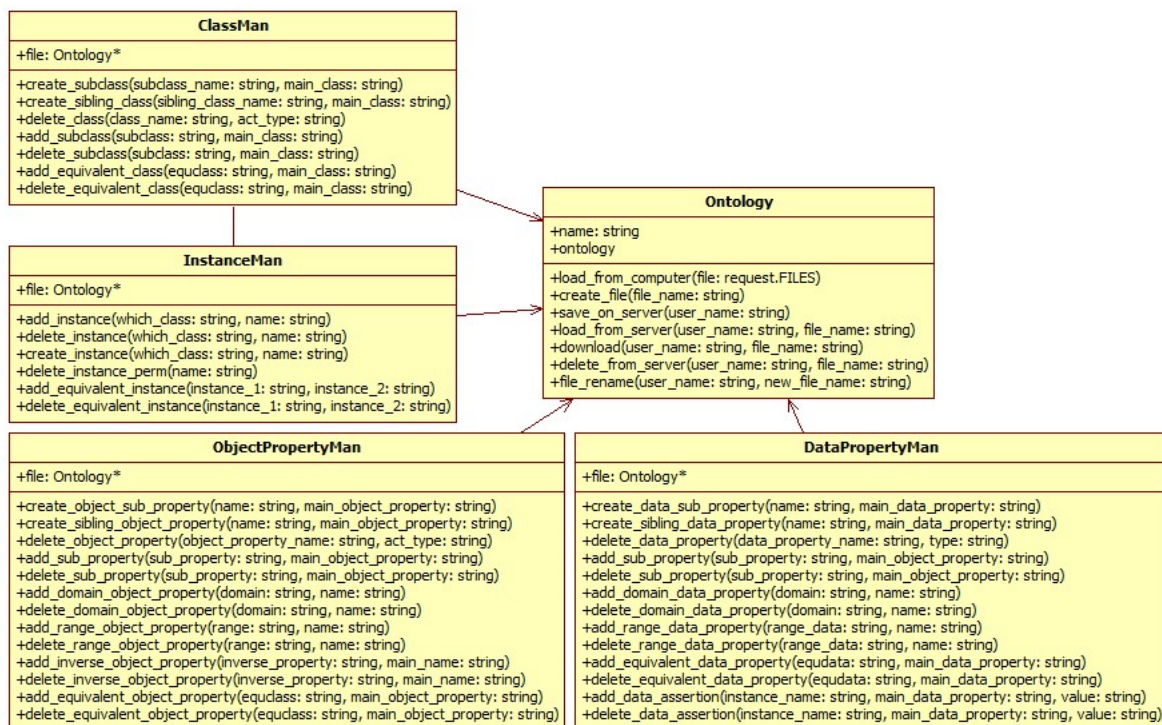 ClassMan
+file: Ontology*
+create_subclass(subclass_name: string, main_class: string)
+create_sibling_class(sibling_class_name: string, main_class: string)
+delete_class(class_name: string, act_type: string)
+add_subclass(subclass: string, main_class: string)
+delete_subclass(subclass: string, main_class: string)
+add_equivalent_class(equclass: string, main_class: string)
+delete_equivalent_class(equclass: string, main_class: string)
Ontology
+name: string
+ontology
+load_from_computer(file: request.FILES)
+create_file(file_name: string)
+save_on_server(user_name: string)
+load_from_server(user_name: string, file_name: string)
+download(user_name: string, file_name: string)
+delete_from_server(user_name: string, file_name: string)
+file_rename(user_name: string, new_file_name: string)
InstanceMan
+file: Ontology*
+add_instance(which_class: string, name: string)
+delete_instance(which_class: string, name: string)
+create_instance(which_class: string, name: string)
+delete_instance_perm(name: string)
+add_equivalent_instance(instance_1: string, instance_2: string)
+delete_equivalent_instance(instance_1: string, instance_2: string)
ObjectPropertyMan
+file: Ontology*
+create_object_sub_property(name: string, main_object_property: string)
+create_sibling_object_property(name: string, main_object_property: string)
+delete_object_property(object_property_name: string, act_type: string)
+add_sub_property(sub_property: string, main_object_property: string)
+delete_sub_property(sub_property: string, main_object_property: string)
+add_domain_object_property(domain: string, name: string)
+delete_domain_object_property(domain: string, name: string)
+add_range_object_property(range: string, name: string)
+delete_range_object_property(range: string, name: string)
+add_inverse_object_property(inverse_property: string, main_name: string)
+delete_inverse_object_property(inverse_property: string, main_name: string)
+add_equivalent_object_property(equclass: string, main_object_property: string)
+delete_equivalent_object_property(equclass: string, main_object_property: string)
DataPropertyMan
+file: Ontology*
+create_data_sub_property(name: string, main_data_property: string)
+create_sibling_data_property(name: string, main_data_property: string)
+delete_data_property(data_property_name: string, type: string)
+add_sub_property(sub_property: string, main_object_property: string)
+delete_sub_property(sub_property: string, main_object_property: string)
+add_domain_data_property(domain: string, name: string)
+delete_domain_data_property(domain: string, name: string)
+add_range_data_property(range_data: string, name: string)
+delete_range_data_property(range_data: string, name: string)
+add_equivalent_data_property(equdata: string, main_data_property: string)
+delete_equivalent_data_property(equdata: string, main_data_property: string)
+add_data_assertion(instance_name: string, main_data_property: string, value: string)
+delete_data_assertion(instance_name: string, main_data_property: string, value: string)